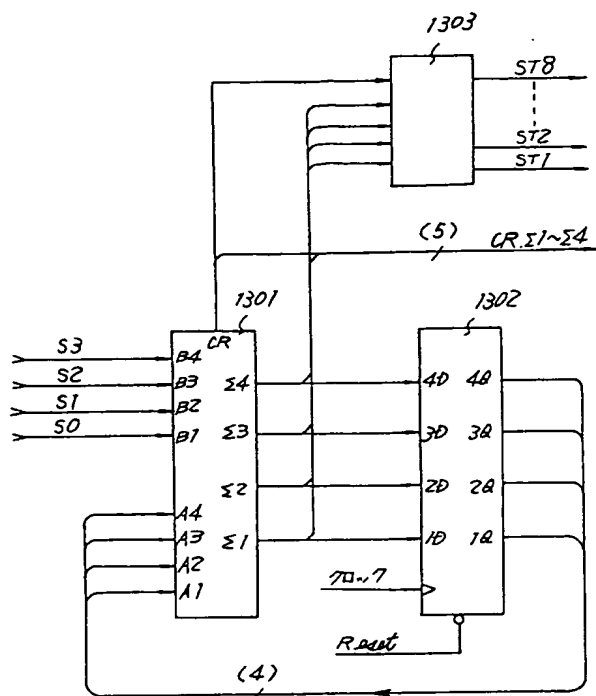 1303
ST8
ST2
ST1
(5)
CR.Σ1~Σ4
1301
1302
CR
S3
S2
S1
S0
B4
B3
B2
B1
A4
A3
A2
A1
Σ4
Σ3
Σ2
Σ1
4D
3D
2D
1D
4Q
3Q
2Q
1Q
クロック
Reset
(4)